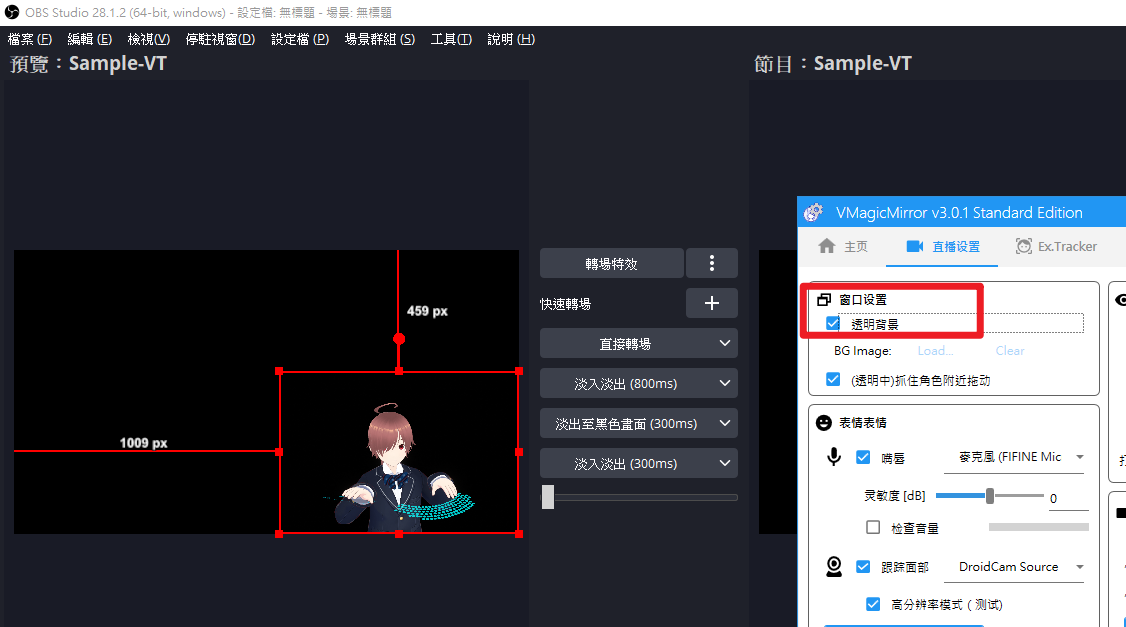 OBS Studio 28.1.2 (64-bit, windows) - 設定檔: 無標題 - 場景: 無標題
檔案 (F) 編輯 (E) 檢視(V) 停駐視窗(D) 設定檔 (P) 場景群組 (S) 工具(T) 說明 (H)
預覽：Sample-VT
節目：Sample-VT
459 px
1009 px
轉場特效
快速轉場
直接轉場
淡入淡出 (800ms)
淡出至黑色畫面 (300ms)
淡入淡出 (300ms)
VMagicMirror v3.0.1 Standard Edition
主页 直播设置 Ex.Tracker
窗口设置
透明背景
BG Image: Load... Clear
(透明中)抓住角色附近拖动
表情表情
嘴唇 麥克風 (FIFINE Mic
灵敏度 [dB] 0
检查音量
跟踪面部 DroidCam Source
高分辨率模式 ( 测试)